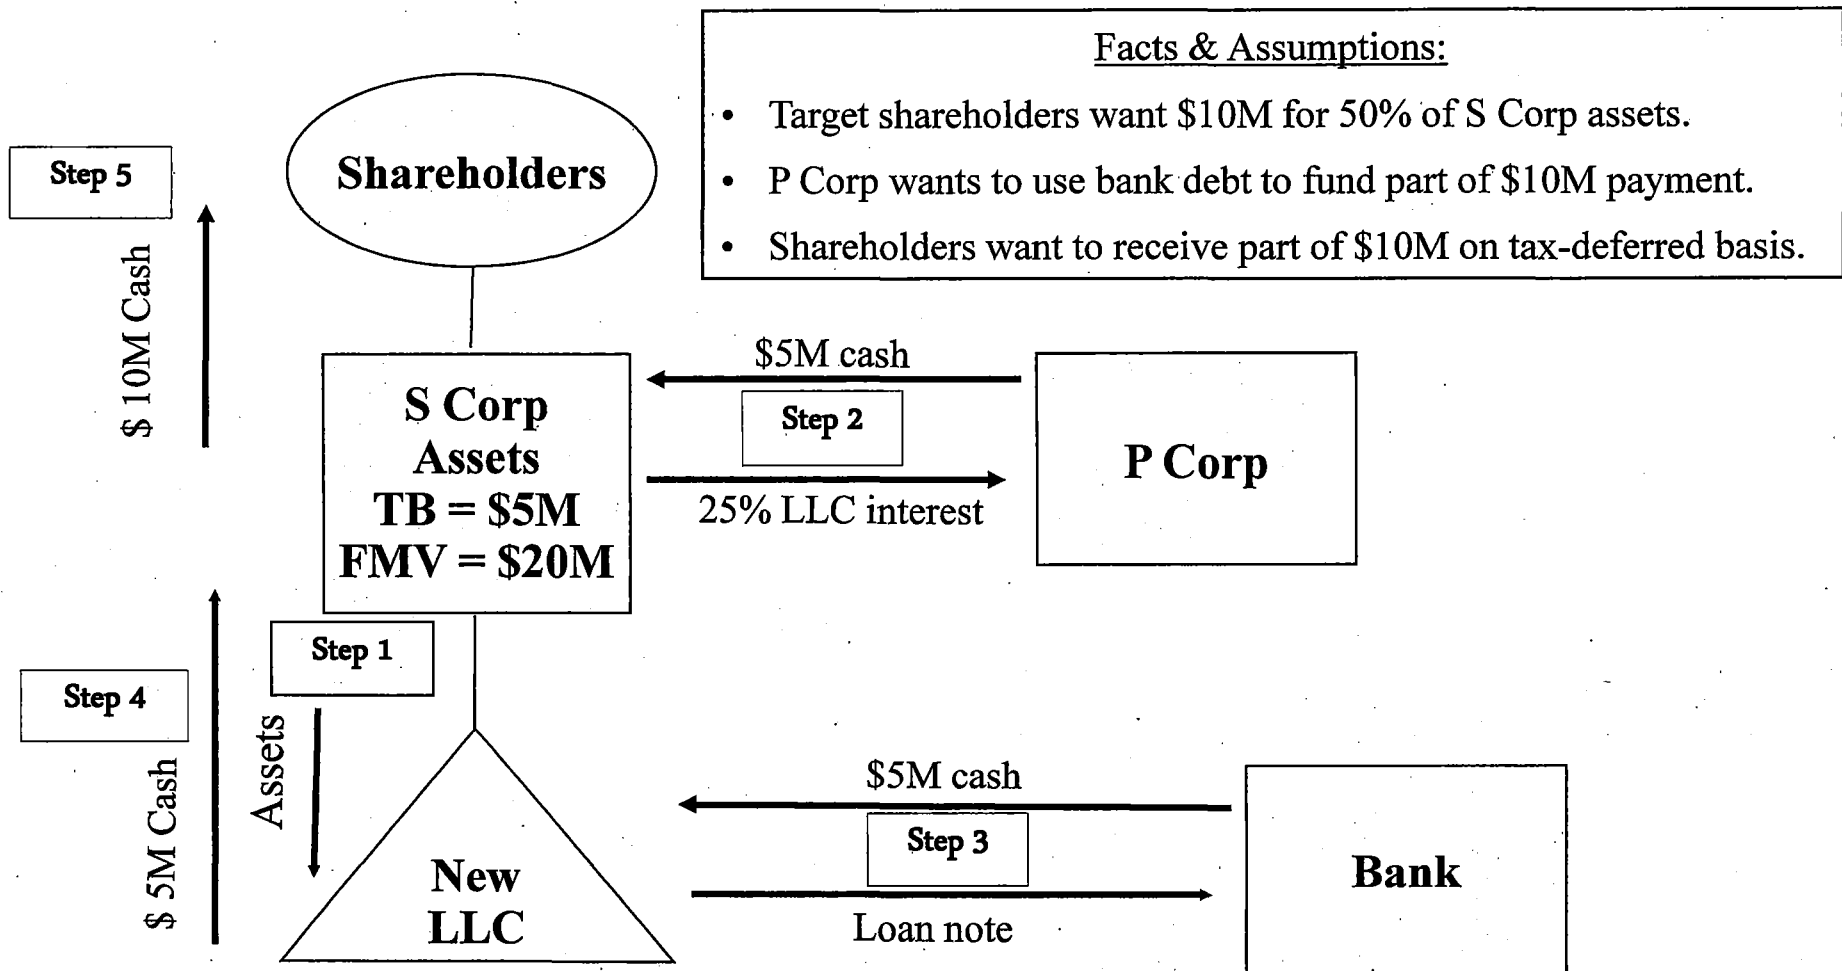 Facts & Assumptions:
• Target shareholders want $10M for 50% of S Corp assets.
• P Corp wants to use bank debt to fund part of $10M payment.
• Shareholders want to receive part of $10M on tax-deferred basis.
Step 5
$ 10M Cash
Shareholders
S Corp
Assets
TB = $5M
FMV = $20M
$5M cash
Step 2
25% LLC interest
P Corp
Step 1
Assets
Step 4
$ 5M Cash
New
LLC
$5M cash
Step 3
Loan note
Bank